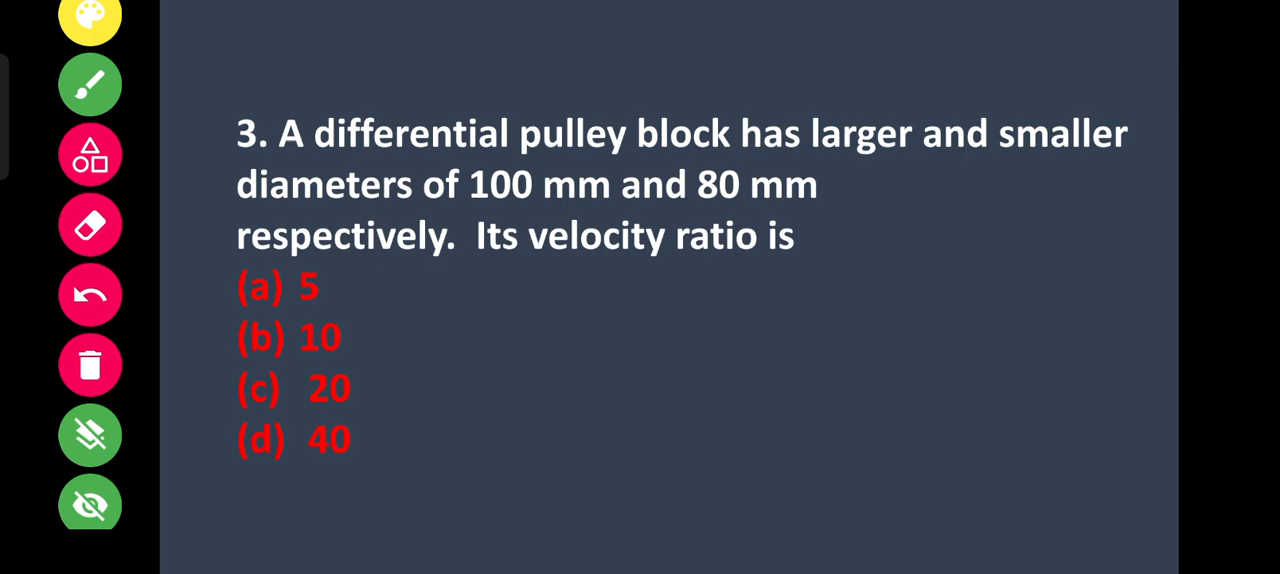 3. A differential pulley block has larger and smaller
diameters of 100 mm and 80 mm
respectively.  Its velocity ratio is
(a) 5
(b) 10
(c) 20
(d) 40